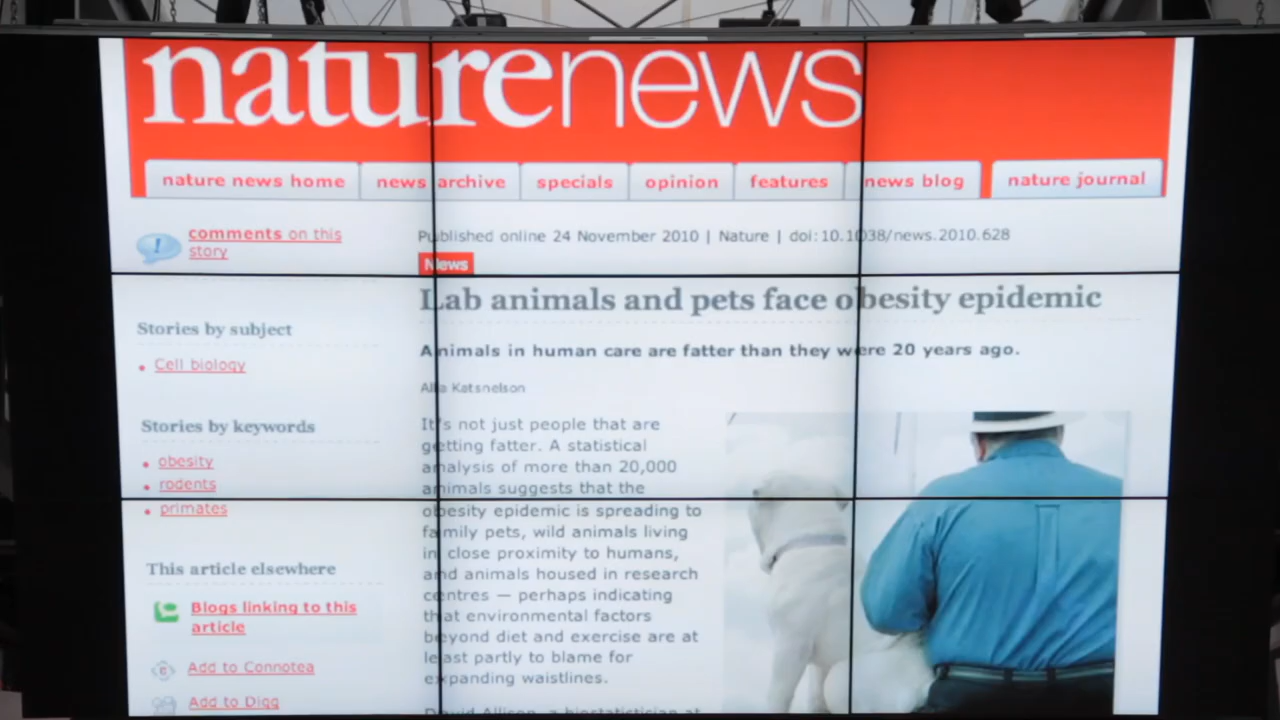 naturenews
nature news home
news archive
specials
opinion
features
news blog
nature journal
comments on this
story
Published online 24 November 2010 | Nature | doi:10.1038/news.2010.628
News
Lab animals and pets face obesity epidemic
Animals in human care are fatter than they were 20 years ago.
Alla Katsnelson
Stories by subject
Cell biology
Stories by keywords
obesity
rodents
primates
This article elsewhere
Blogs linking to this
article
Add to Connotea
Add to Digg
It's not just people that are
getting fatter. A statistical
analysis of more than 20,000
animals suggests that the
obesity epidemic is spreading to
family pets, wild animals living
in close proximity to humans,
and animals housed in research
centres — perhaps indicating
that environmental factors
beyond diet and exercise are at
least partly to blame for
expanding waistlines.
David Allison, a biostatistician at